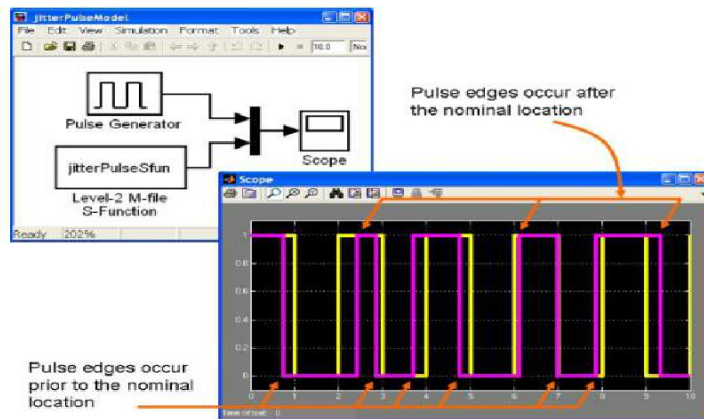 jitterPulseModel
File Edit View Simulation Format Tools Help
10.0 No
Pulse Generator
jitterPulseSfun
Level-2 M-file
S-Function
Scope
Ready 202%
Pulse edges occur after
the nominal location
Scope
1
0.8
0.6
0.4
0.2
0
0 1 2 3 4 5 6 7 8 9 10
Time offset: 0
Pulse edges occur
prior to the nominal
location